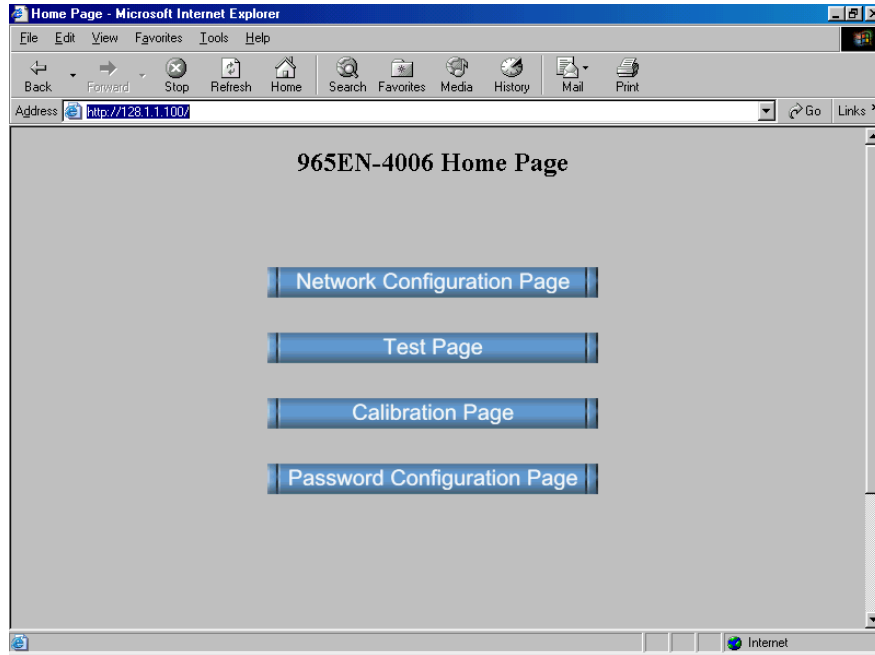 Home Page - Microsoft Internet Explorer
File Edit View Favorites Tools Help
Back Forward Stop Refresh Home Search Favorites Media History Mail Print
Address http://128.1.1.100/ Go Links
965EN-4006 Home Page
Network Configuration Page
Test Page
Calibration Page
Password Configuration Page
Internet